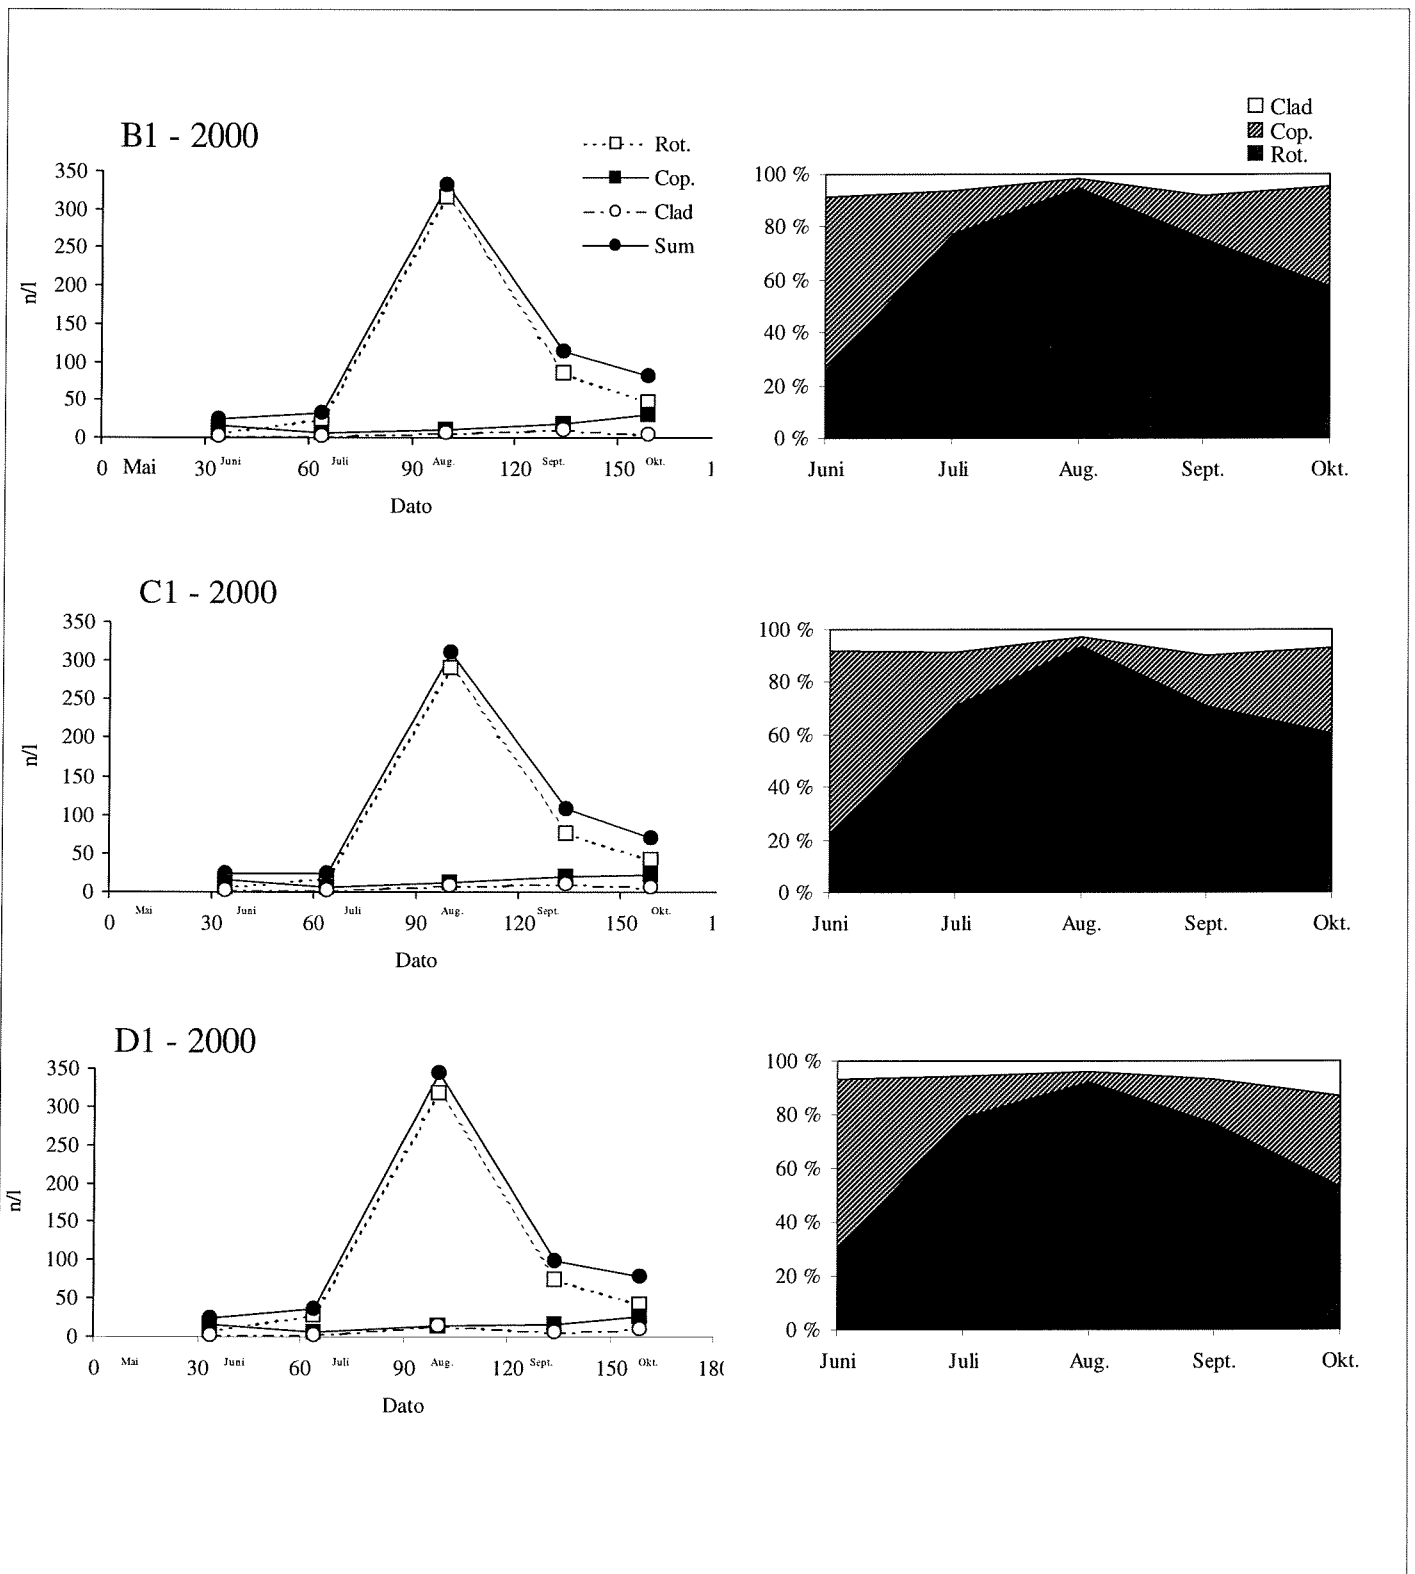 B1 - 2000
Rot.
Cop.
Clad
Sum
350
300
250
200
150
100
50
0
n/l
0 Mai 30 Juni 60 Juli 90 Aug. 120 Sept. 150 Okt. 1
Dato
Clad
Cop.
Rot.
100 %
80 %
60 %
40 %
20 %
0 %
Juni Juli Aug. Sept. Okt.
C1 - 2000
350
300
250
200
150
100
50
0
n/l
Mai Juni Juli Aug. Sept. Okt.
0 30 60 90 120 150 1
Dato
100 %
80 %
60 %
40 %
20 %
0 %
Juni Juli Aug. Sept. Okt.
D1 - 2000
350
300
250
200
150
100
50
0
n/l
0 Mai 30 Juni 60 Juli 90 Aug. 120 Sept. 150 Okt. 180
Dato
100 %
80 %
60 %
40 %
20 %
0 %
Juni Juli Aug. Sept. Okt.